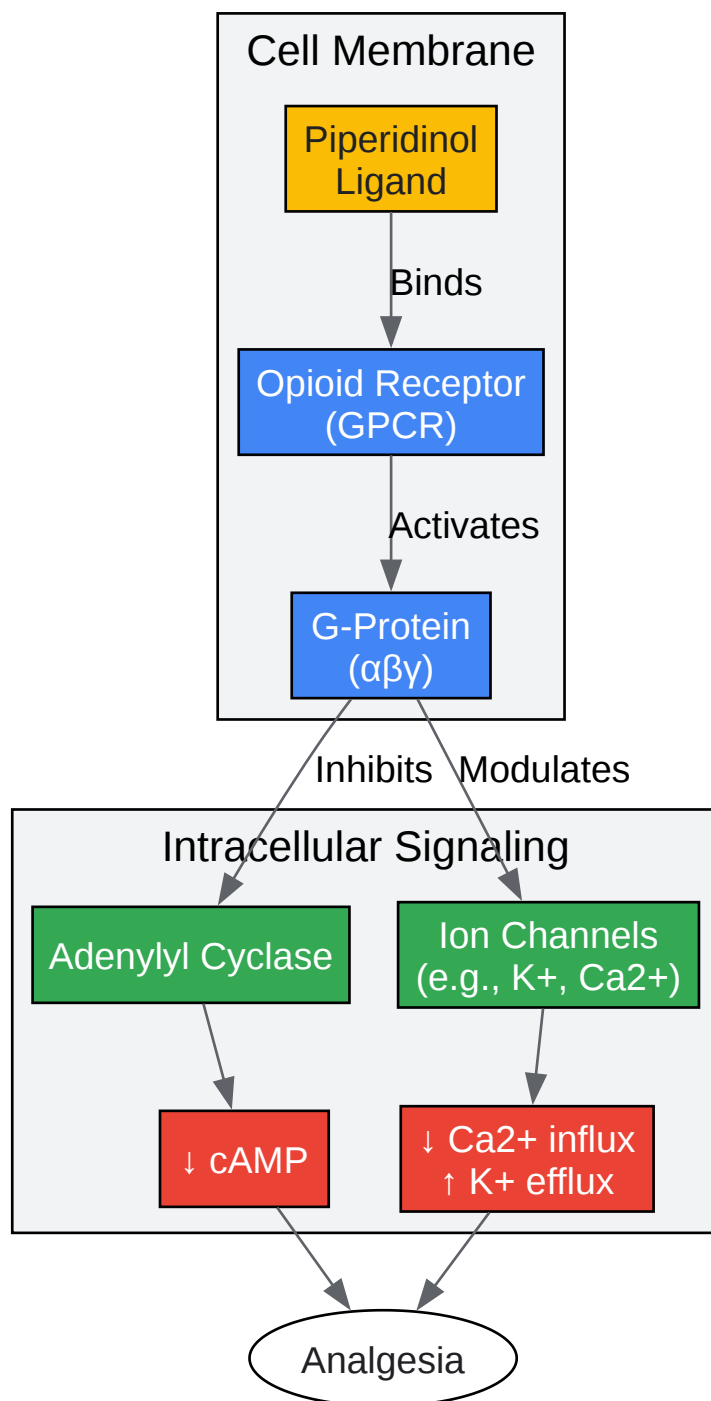 Cell Membrane
Piperidinol
Ligand
Binds
Opioid Receptor
(GPCR)
Activates
G-Protein
(αβγ)
Inhibits
Modulates
Intracellular Signaling
Adenylyl Cyclase
Ion Channels
(e.g., K+, Ca2+)
↓ cAMP
↓ Ca2+ influx
↑ K+ efflux
Analgesia